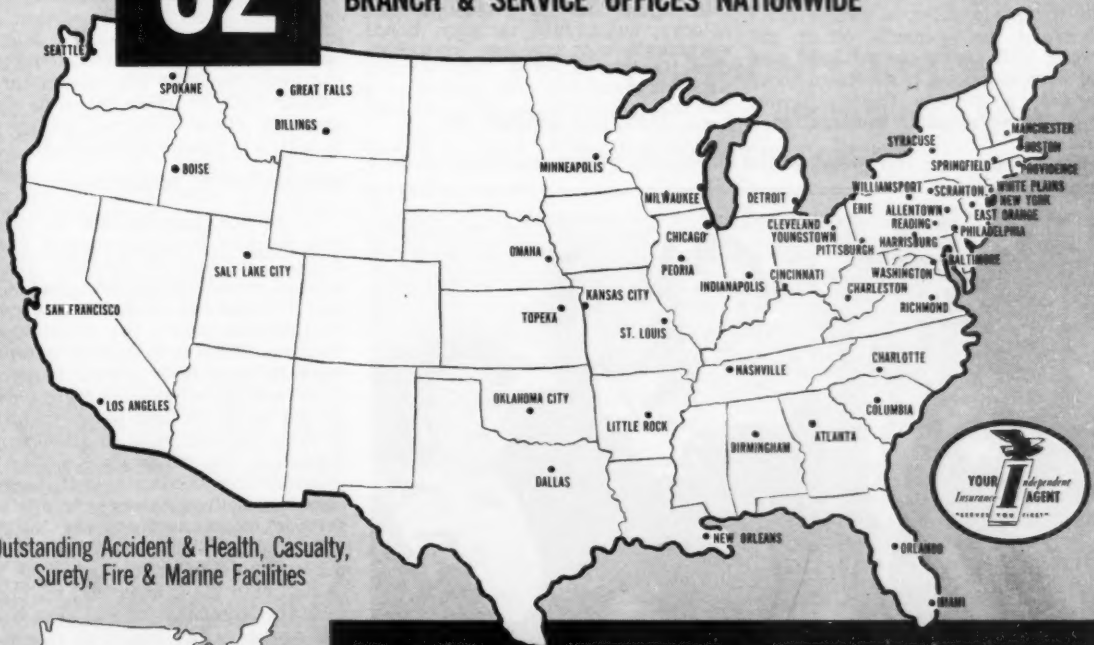 62
BRANCH & SERVICE OFFICES NATIONWIDE
SEATTLE
SPOKANE
GREAT FALLS
BILLINGS
BOISE
SALT LAKE CITY
SAN FRANCISCO
LOS ANGELES
MINNEAPOLIS
MILWAUKEE
DETROIT
CHICAGO
OMAHA
PEORIA
INDIANAPOLIS
CINCINNATI
KANSAS CITY
TOPEKA
ST. LOUIS
OKLAHOMA CITY
LITTLE ROCK
DALLAS
NEW ORLEANS
NASHVILLE
BIRMINGHAM
ATLANTA
CHARLOTTE
COLUMBIA
ORLANDO
MIAMI
SYRACUSE
MANCHESTER
BOSTON
SPRINGFIELD
PROVIDENCE
WILLIAMSPORT
SCRANTON
WHITE PLAINS
NEW YORK
ERIE
ALLENTOWN
EAST ORANGE
CLEVELAND
READING
PHILADELPHIA
YOUNGSTOWN
PITTSBURGH
HARRISBURG
BALTIMORE
WASHINGTON
CHARLESTON
RICHMOND
YOUR Independent
Insurance AGENT
"SERVES YOU FIRST"
Outstanding Accident & Health, Casualty,
Surety, Fire & Marine Facilities